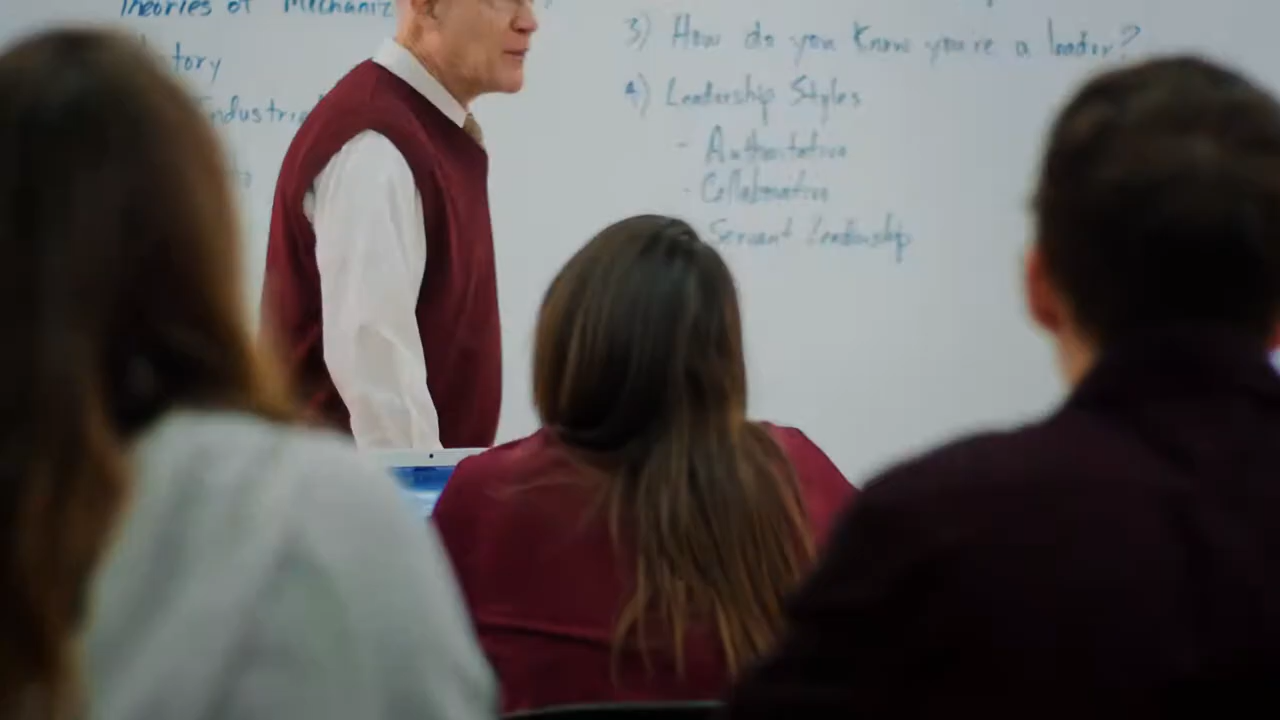 Theories of Mechaniz
tory
ndustria
3) How do you know you're a leader?
4) Leadership Styles
- Authoritative
- Collaborative
Servant Leadership